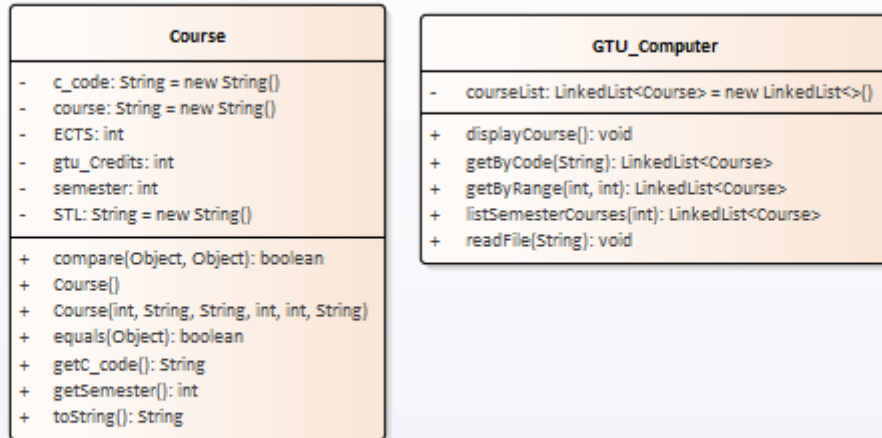 Course
- c_code: String = new String()
- course: String = new String()
- ECTS: int
- gtu_Credits: int
- semester: int
- STL: String = new String()
+ compare(Object, Object): boolean
+ Course()
+ Course(int, String, String, int, int, String)
+ equals(Object): boolean
+ getC_code(): String
+ getSemester(): int
+ toString(): String
GTU_Computer
- courseList: LinkedList<Course> = new LinkedList<>()
+ displayCourse(): void
+ getByCode(String): LinkedList<Course>
+ getByRange(int, int): LinkedList<Course>
+ listSemesterCourses(int): LinkedList<Course>
+ readFile(String): void